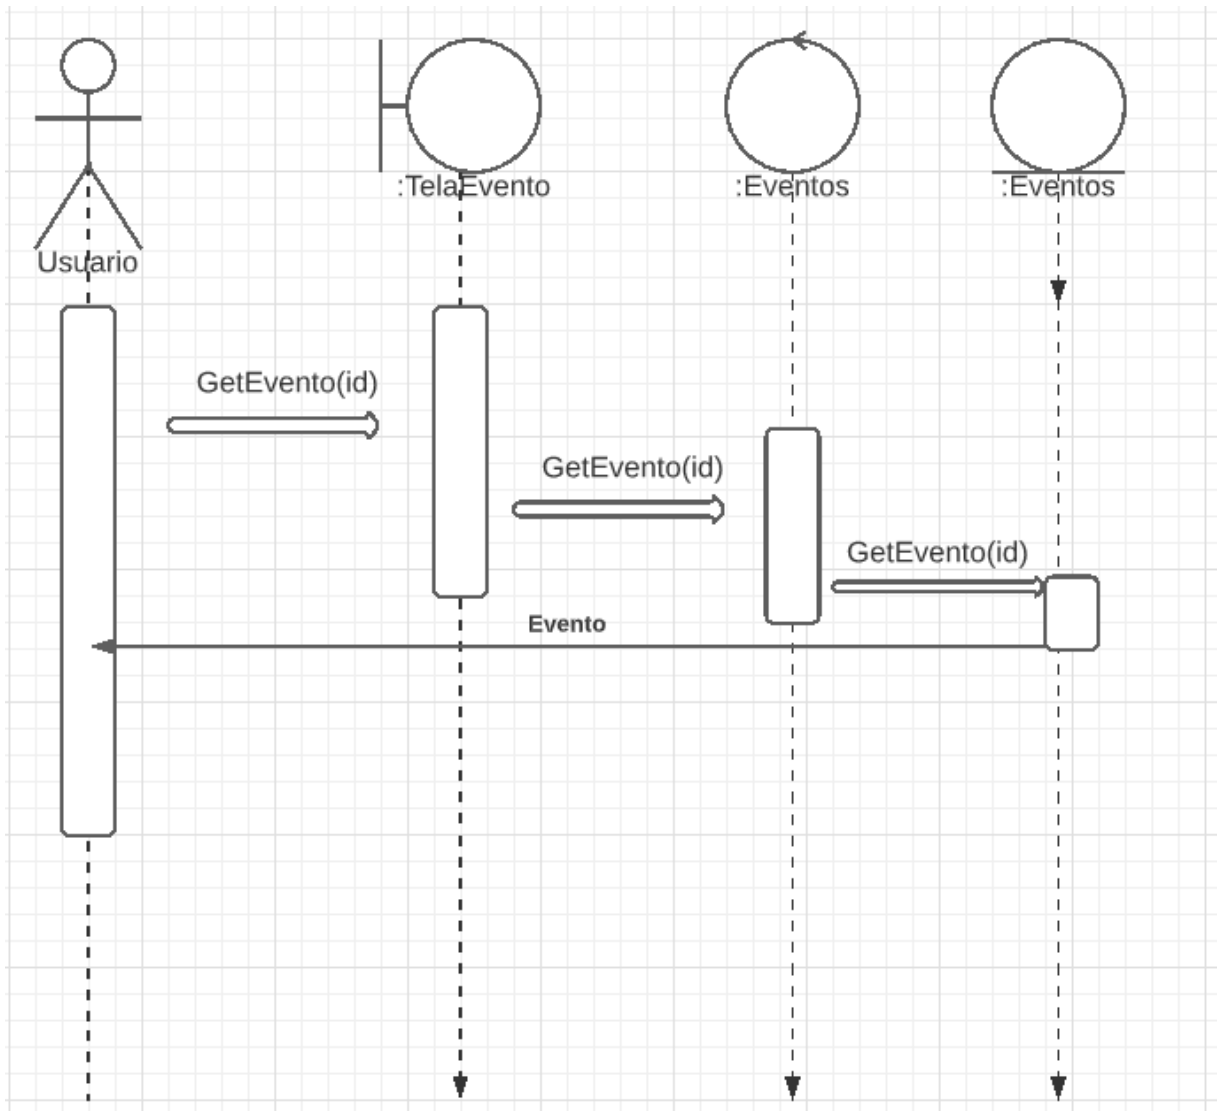 :TelaEvento
:Eventos
:Eventos
Usuario
GetEvento(id)
GetEvento(id)
GetEvento(id)
Evento